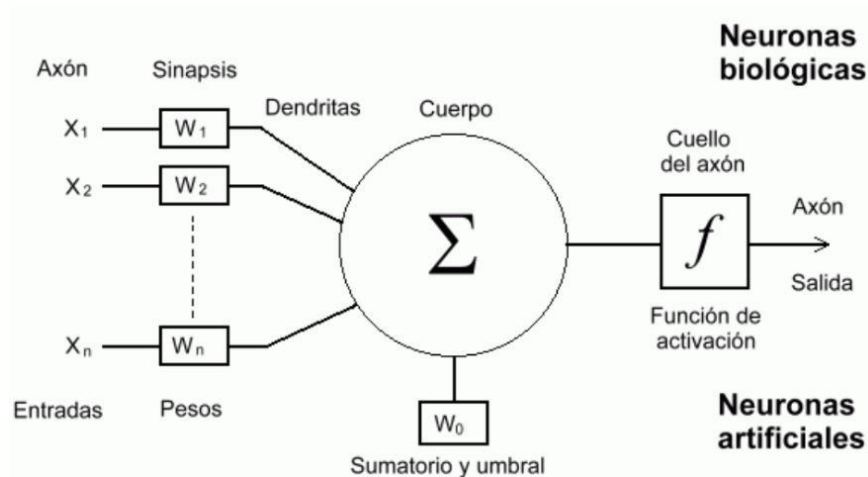 Neuronas
biológicas
Axón
Sinapsis
Dendritas
Cuerpo
Cuello
del axón
X1
W1
X2
W2
Σ
f
Axón
Salida
Xn
Wn
Función de
activación
Entradas
Pesos
W0
Sumatorio y umbral
Neuronas
artificiales